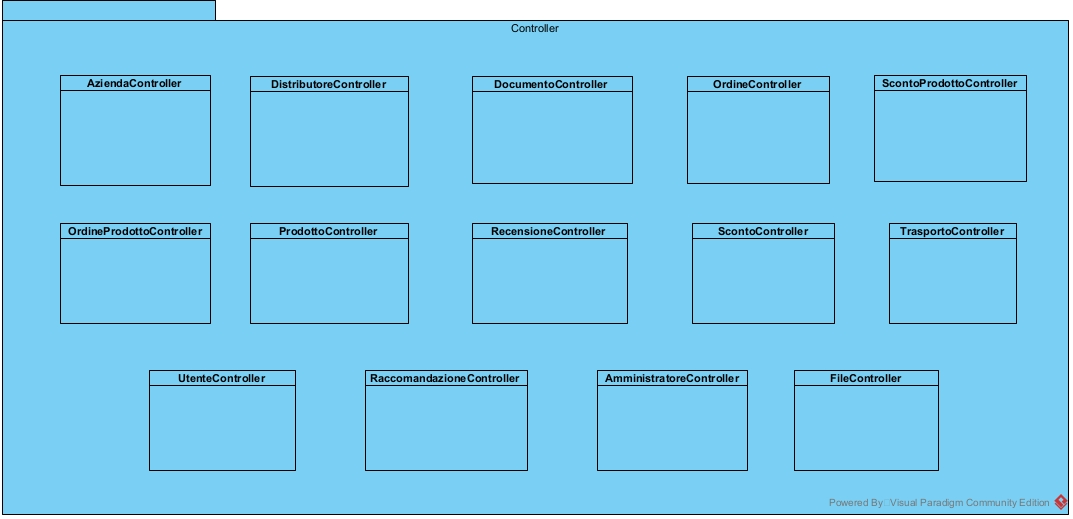 Controller
AziendaController
DistributoreController
DocumentoController
OrdineController
ScontoProdottoController
OrdineProdottoController
ProdottoController
RecensioneController
ScontoController
TrasportoController
UtenteController
RaccomandazioneController
AmministratoreController
FileController
Powered By Visual Paradigm Community Edition